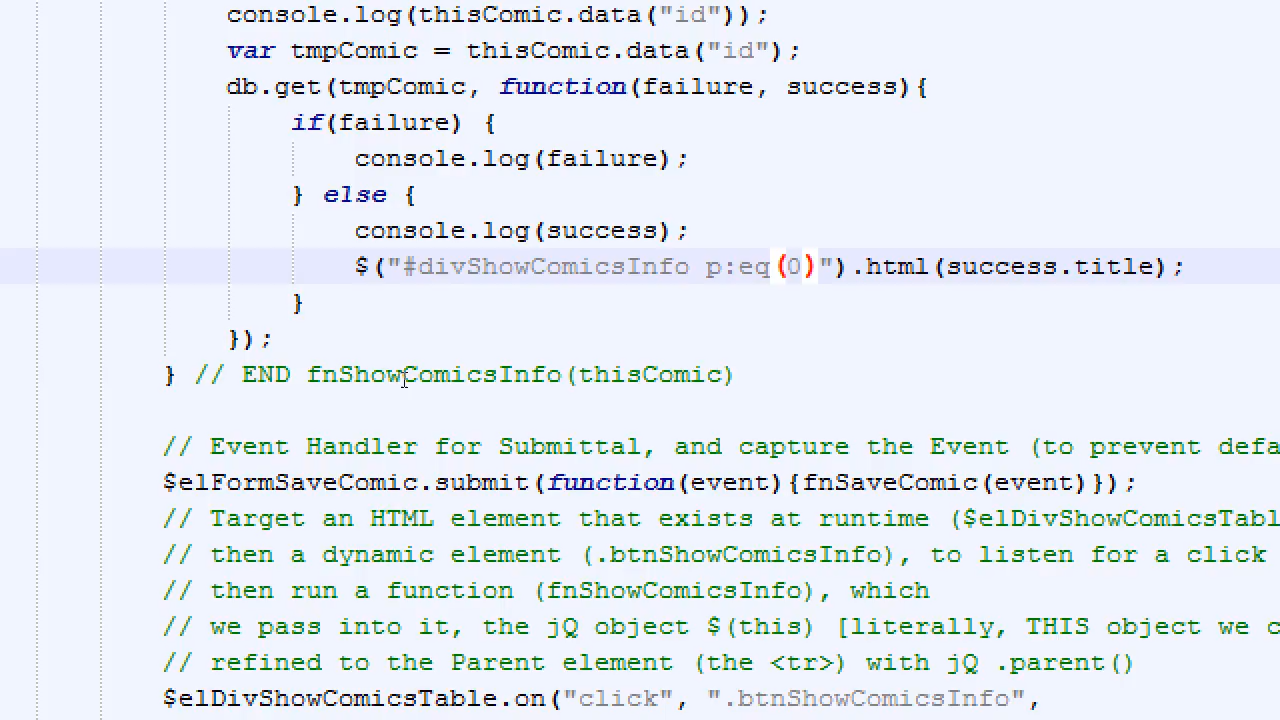 console.log(thisComic.data("id"));
var tmpComic = thisComic.data("id");
db.get(tmpComic, function(failure, success){
if(failure) {
console.log(failure);
} else {
console.log(success);
$("#divShowComicsInfo p:eq(0)").html(success.title);
}
});
} // END fnShowComicsInfo(thisComic)
// Event Handler for Submittal, and capture the Event (to prevent defa
$elFormSaveComic.submit(function(event){fnSaveComic(event)});
// Target an HTML element that exists at runtime ($elDivShowComicsTabl
// then a dynamic element (.btnShowComicsInfo), to listen for a click
// then run a function (fnShowComicsInfo), which
// we pass into it, the jQ object $(this) [literally, THIS object we c
// refined to the Parent element (the <tr>) with jQ .parent()
$elDivShowComicsTable.on("click", ".btnShowComicsInfo",